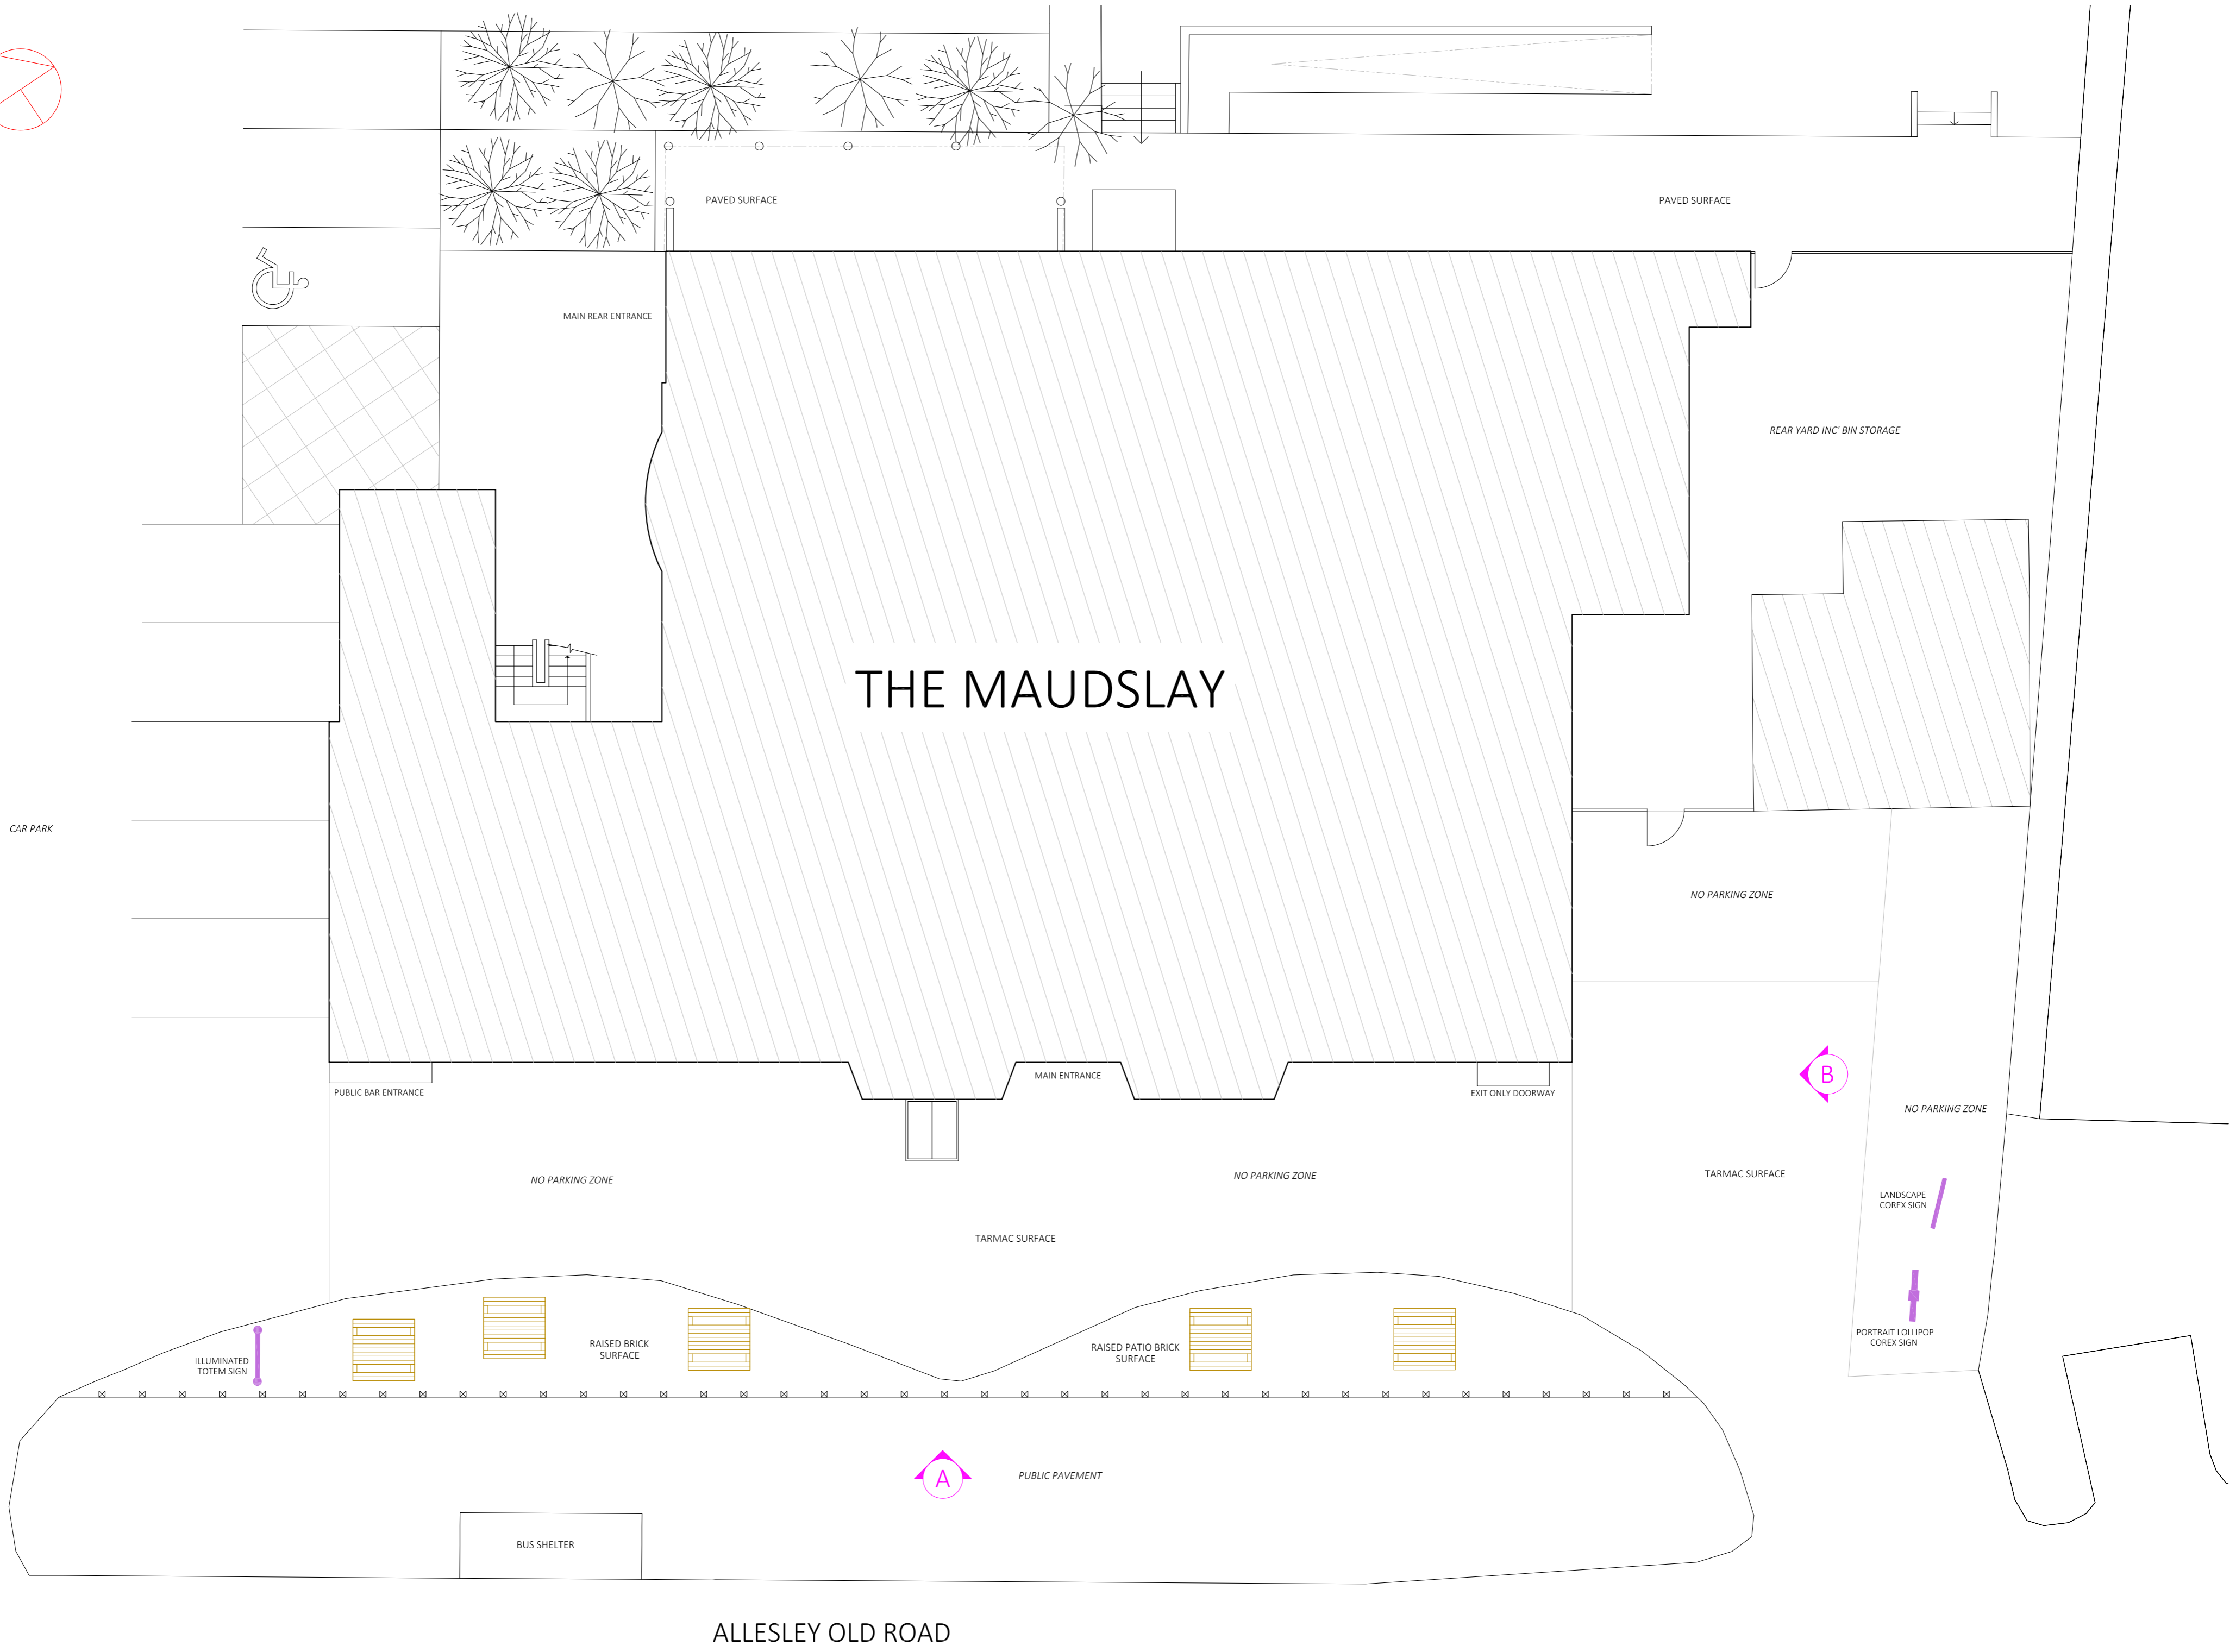 PAVED SURFACE
PAVED SURFACE
MAIN REAR ENTRANCE
REAR YARD INC' BIN STORAGE
THE MAUDSLAY
CAR PARK
NO PARKING ZONE
MAIN ENTRANCE
B
PUBLIC BAR ENTRANCE
EXIT ONLY DOORWAY
NO PARKING ZONE
NO PARKING ZONE
NO PARKING ZONE
TARMAC SURFACE
LANDSCAPE
COREX SIGN
TARMAC SURFACE
PORTRAIT LOLLIPOP
COREX SIGN
RAISED BRICK
SURFACE
RAISED PATIO BRICK
SURFACE
ILLUMINATED
TOTEM SIGN
A
PUBLIC PAVEMENT
BUS SHELTER
ALLESLEY OLD ROAD